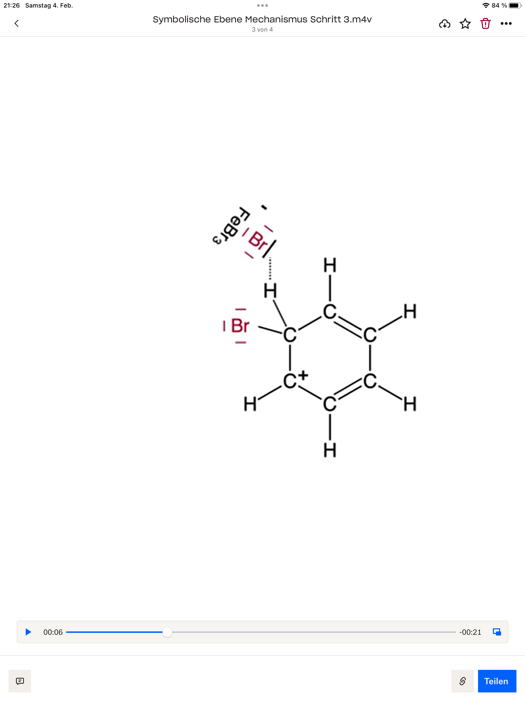 21:26 Samstag 4. Feb.
84 %
Symbolische Ebene Mechanismus Schritt 3.m4v
3 von 4
FeBr3
Br
H
H
H
C
Br
C
C
C+
C
H
C
H
H
00:06
-00:21
Teilen